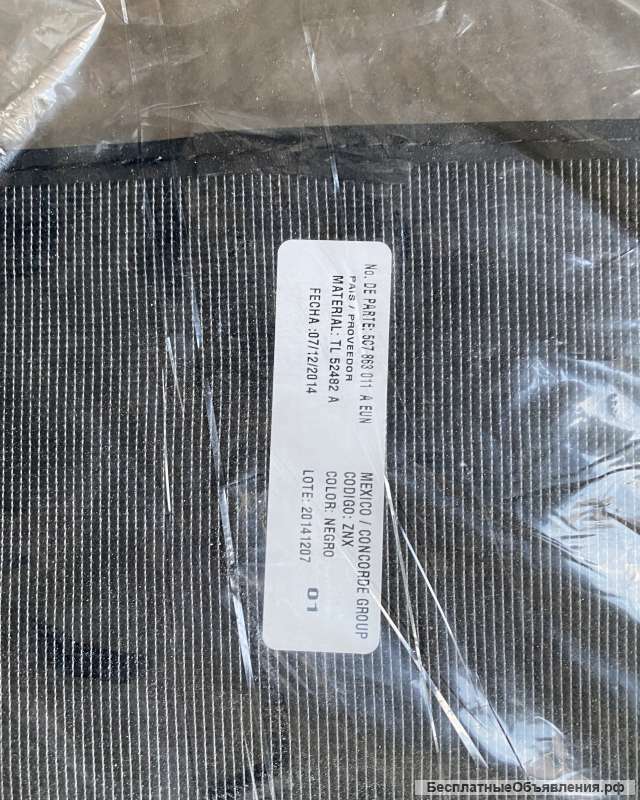 No. DE PARTE: 5C7 863 011 A EUN
PAIS / PROVEEDOR
MEXICO / CONCORDE GROUP
MATERIAL: TL 52482 A
CODIGO: ZNX
COLOR: NEGRO
FECHA :07/12/2014
LOTE: 20141207
01
БесплатныеОбъявления.рф